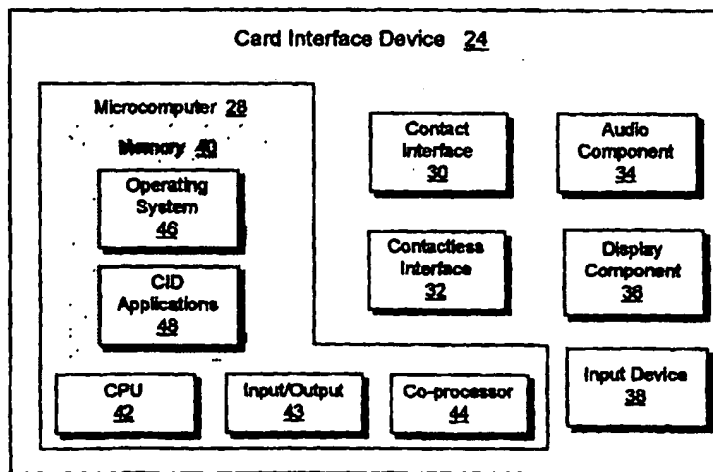 Card Interface Device 24
Microcomputer 28
Memory 40
Operating
System
46
CID
Applications
48
CPU
42
Input/Output
43
Co-processor
44
Contact
Interface
30
Contactless
Interface
32
Audio
Component
34
Display
Component
36
Input Device
38